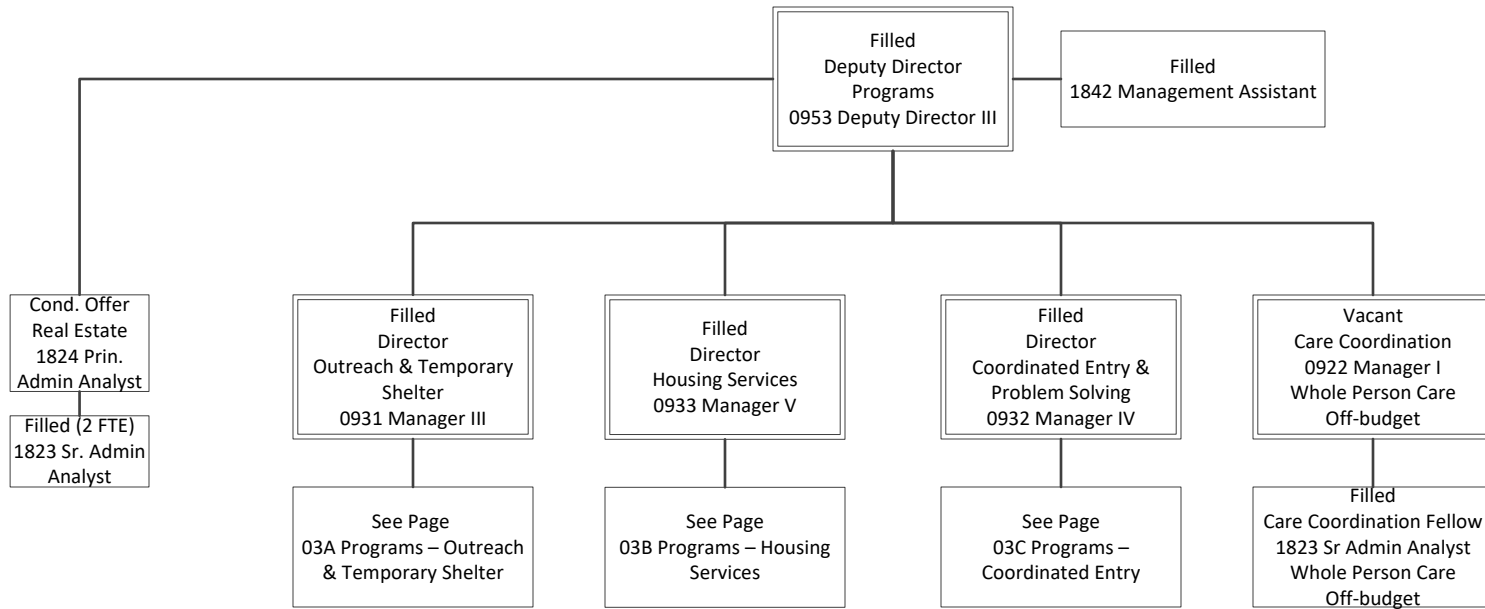 Filled
Deputy Director
Programs
0953 Deputy Director III
Filled
1842 Management Assistant
Cond. Offer
Real Estate
1824 Prin.
Admin Analyst
Filled (2 FTE)
1823 Sr. Admin
Analyst
Filled
Director
Outreach & Temporary
Shelter
0931 Manager III
Filled
Director
Housing Services
0933 Manager V
Filled
Director
Coordinated Entry &
Problem Solving
0932 Manager IV
Vacant
Care Coordination
0922 Manager I
Whole Person Care
Off-budget
See Page
03A Programs – Outreach
& Temporary Shelter
See Page
03B Programs – Housing
Services
See Page
03C Programs –
Coordinated Entry
Filled
Care Coordination Fellow
1823 Sr Admin Analyst
Whole Person Care
Off-budget